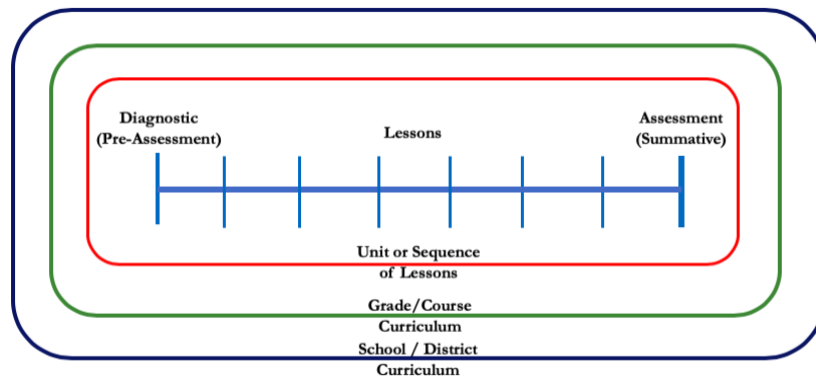 Diagnostic
(Pre-Assessment)
Lessons
Assessment
(Summative)
Unit or Sequence
of Lessons
Grade/Course
Curriculum
School / District
Curriculum